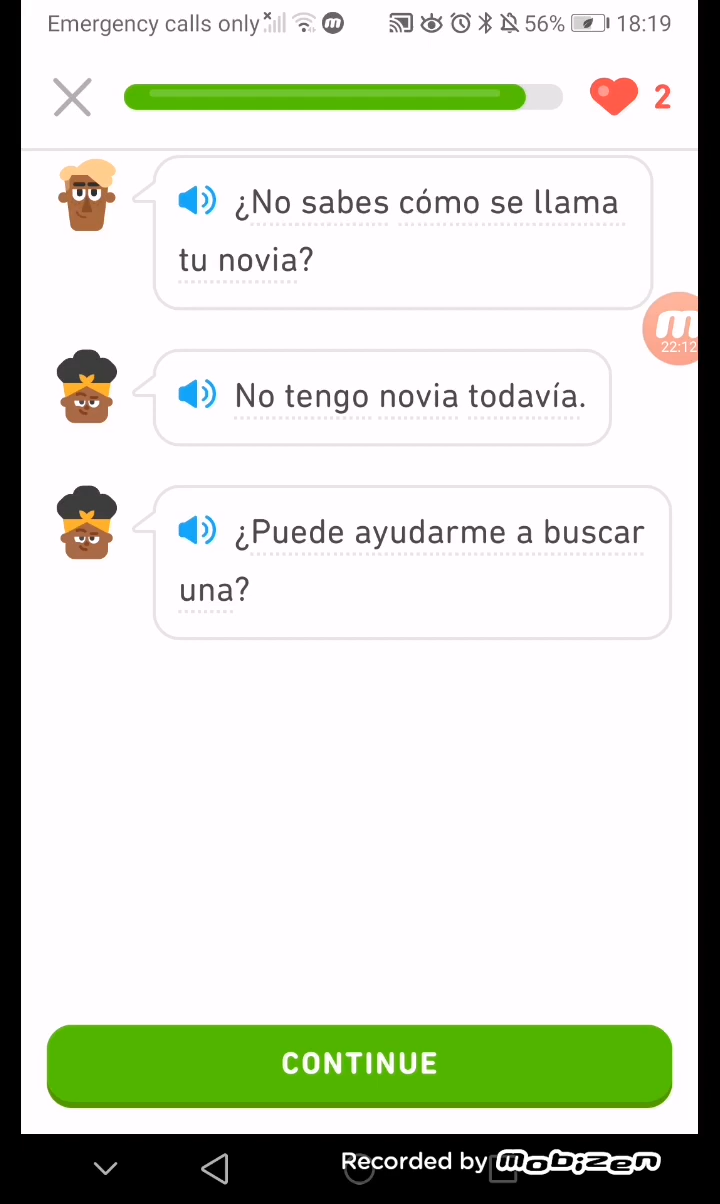 Emergency calls only 56% 18:19
2
¿No sabes cómo se llama
tu novia?
22:12
No tengo novia todavía.
¿Puede ayudarme a buscar
una?
CONTINUE
Recorded by mobizen